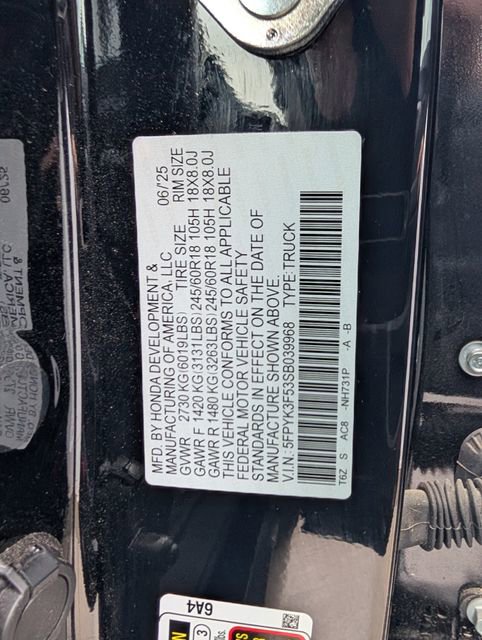 MFD. BY HONDA DEVELOPMENT &
MANUFACTURING OF AMERICA, LLC 06/25
GVWR 2730 KG(6019LBS) TIRE SIZE RIM SIZE
GAWR F 1420 KG(3131LBS) 245/60R18 105H 18X8.0J
GAWR R 1480 KG(3263LBS) 245/60R18 105H 18X8.0J
THIS VEHICLE CONFORMS TO ALL APPLICABLE
FEDERAL MOTOR VEHICLE SAFETY
STANDARDS IN EFFECT ON THE DATE OF
MANUFACTURE SHOWN ABOVE.
V.I.N.: 5FPYK3F53SB039968 TYPE:TRUCK
T6Z S AC8 -NH731P -A -B
6A4
3